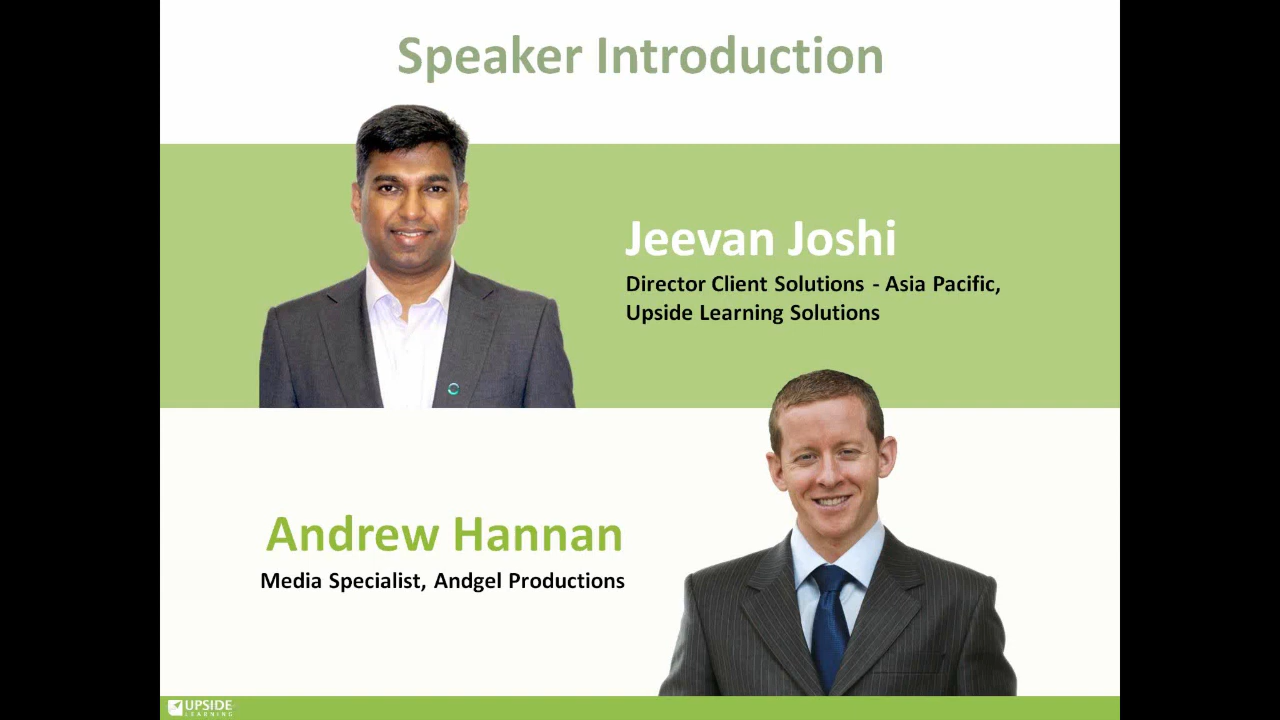 Speaker Introduction
Jeevan Joshi
Director Client Solutions - Asia Pacific,
Upside Learning Solutions
Andrew Hannan
Media Specialist, Andgel Productions
UPSIDE
LEARNING